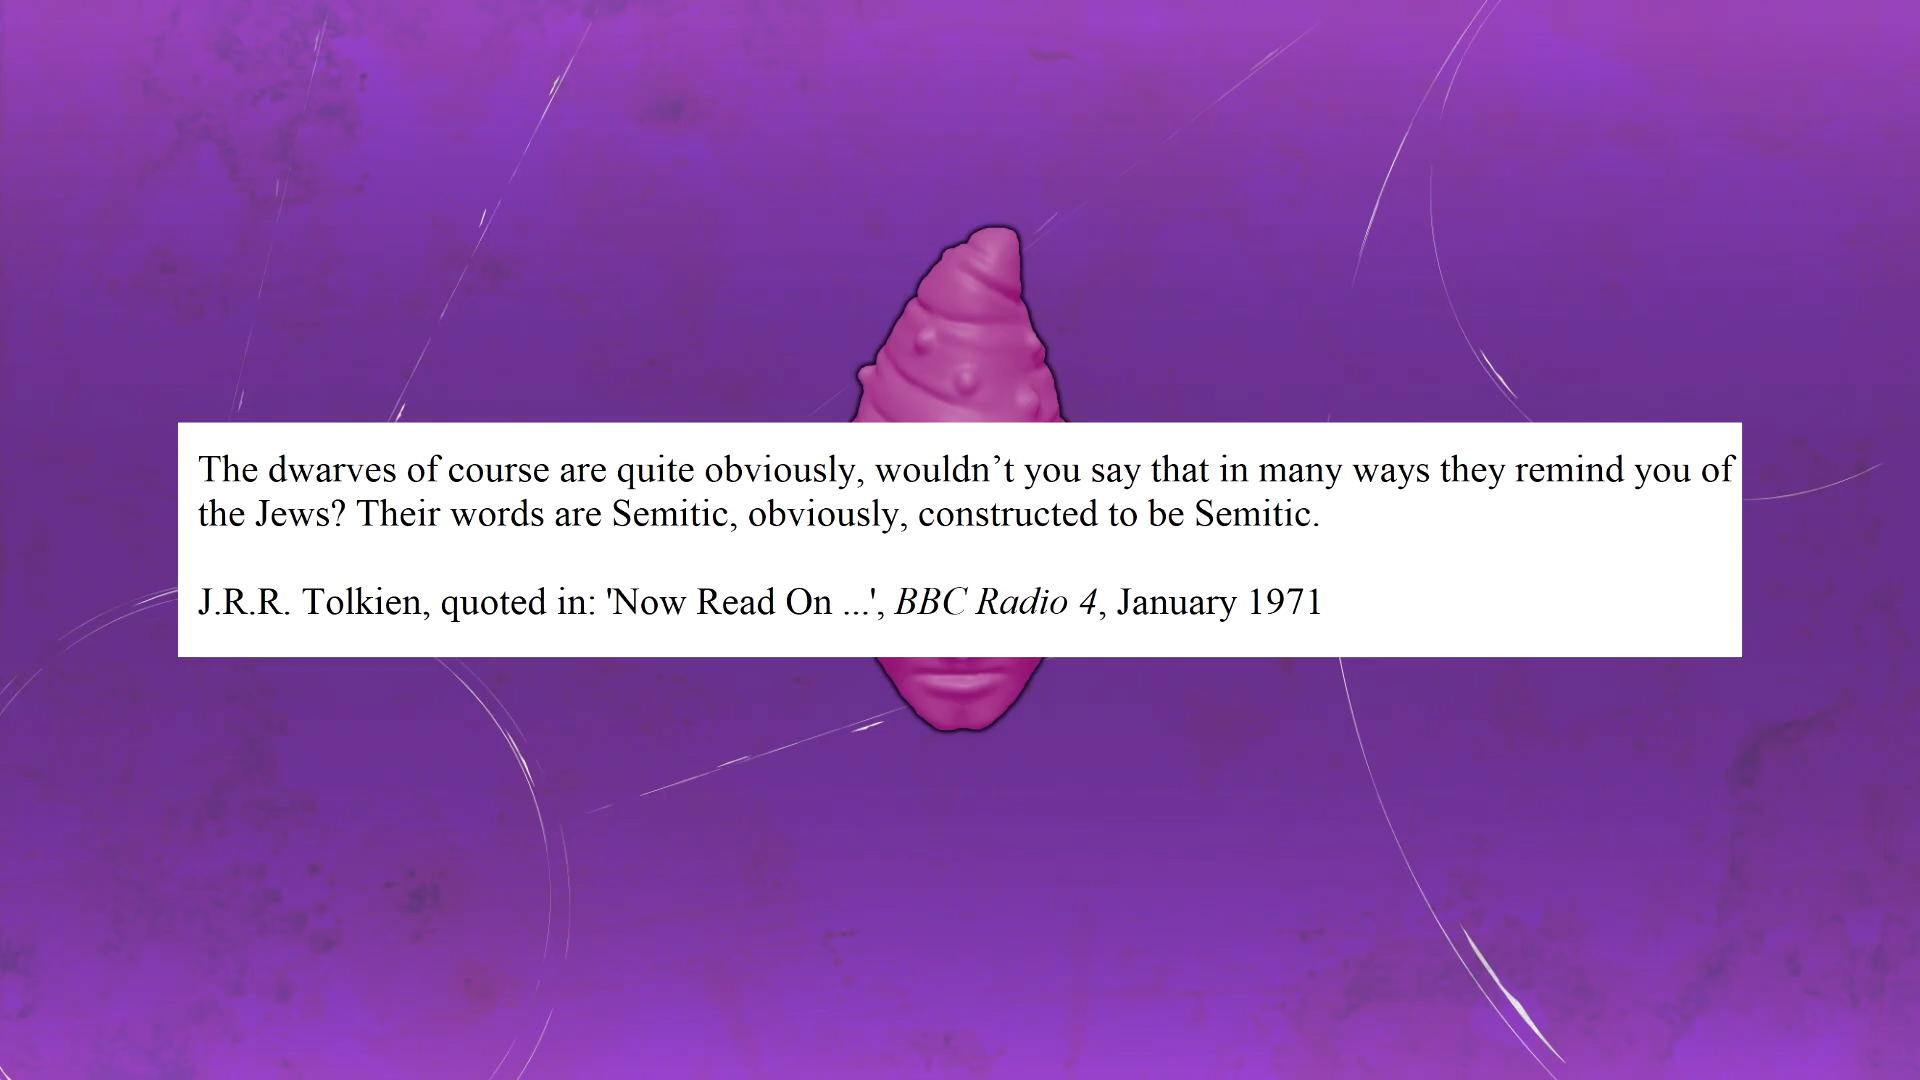 The dwarves of course are quite obviously, wouldn’t you say that in many ways they remind you of
the Jews? Their words are Semitic, obviously, constructed to be Semitic.
J.R.R. Tolkien, quoted in: 'Now Read On ...', BBC Radio 4, January 1971